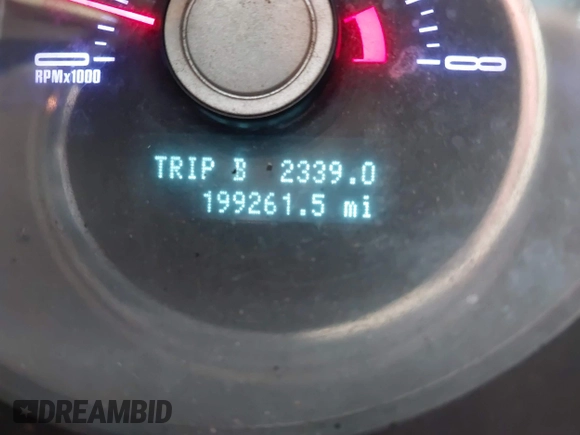 RPMx1000
TRIP B 2339.0
199261.5 mi
DREAMBID